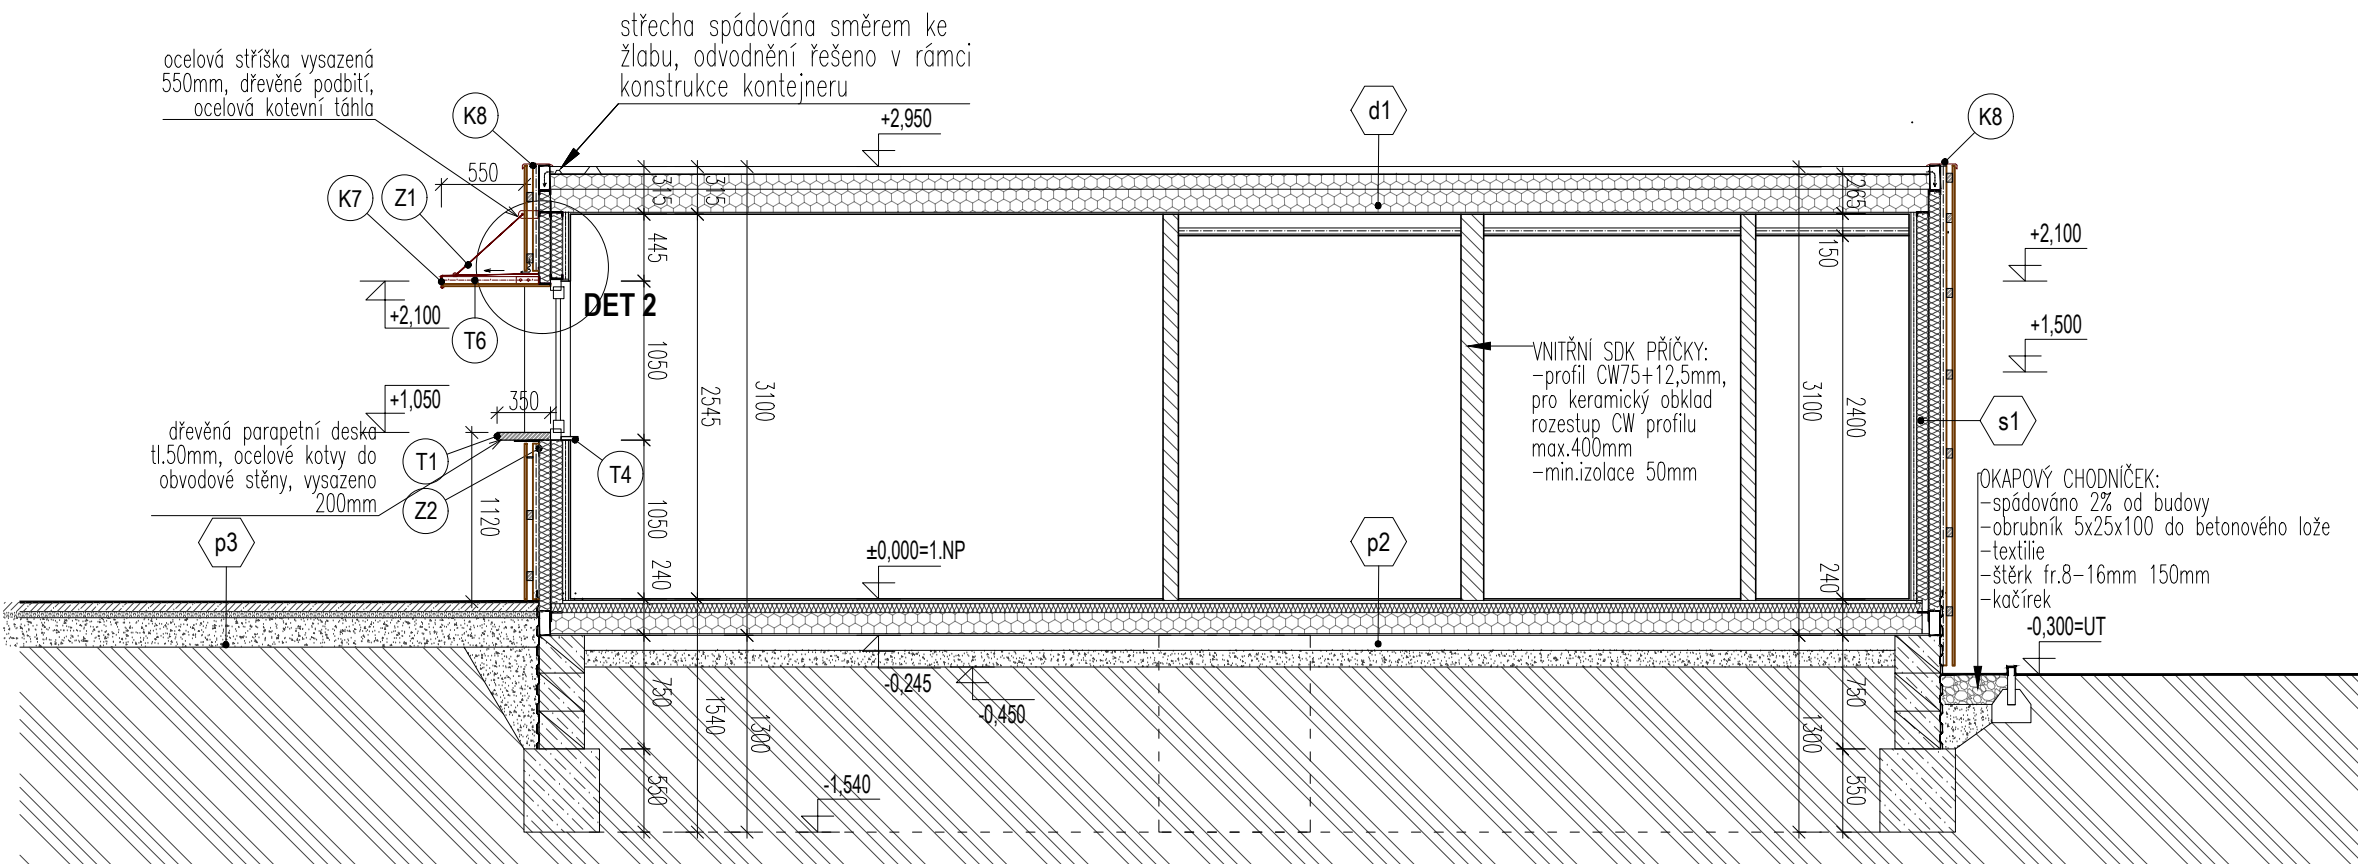 střecha spádována směrem ke
žlabu, odvodnění řešeno v rámci
konstrukce kontejneru
ocelová stříška vysazená
550mm, dřevěné podbití,
ocelová kotevní táhla
K8
+2,950
d1
K8
550
K7
Z1
315
315
265
445
150
+2,100
+2,100
DET 2
T6
+1,500
VNITŘNÍ SDK PŘÍČKY:
-profil CW75+12,5mm,
pro keramický obklad
rozestup CW profilu
max.400mm
-min.izolace 50mm
1050
2545
3100
3100
2400
+1,050
350
s1
dřevěná parapetní deska
tl.50mm, ocelové kotvy do
obvodové stěny, vysazeno
200mm
T1
T4
Z2
1120
1050
OKAPOVÝ CHODNÍČEK:
-spádováno 2% od budovy
-obrubník 5x25x100 do betonového lože
-textilie
-štěrk fr.8-16mm 150mm
-kačírek
p3
±0,000=1.NP
p2
240
240
-0,300=UT
-0,245
-0,450
750
1540
1300
1300
750
550
-1,540
550